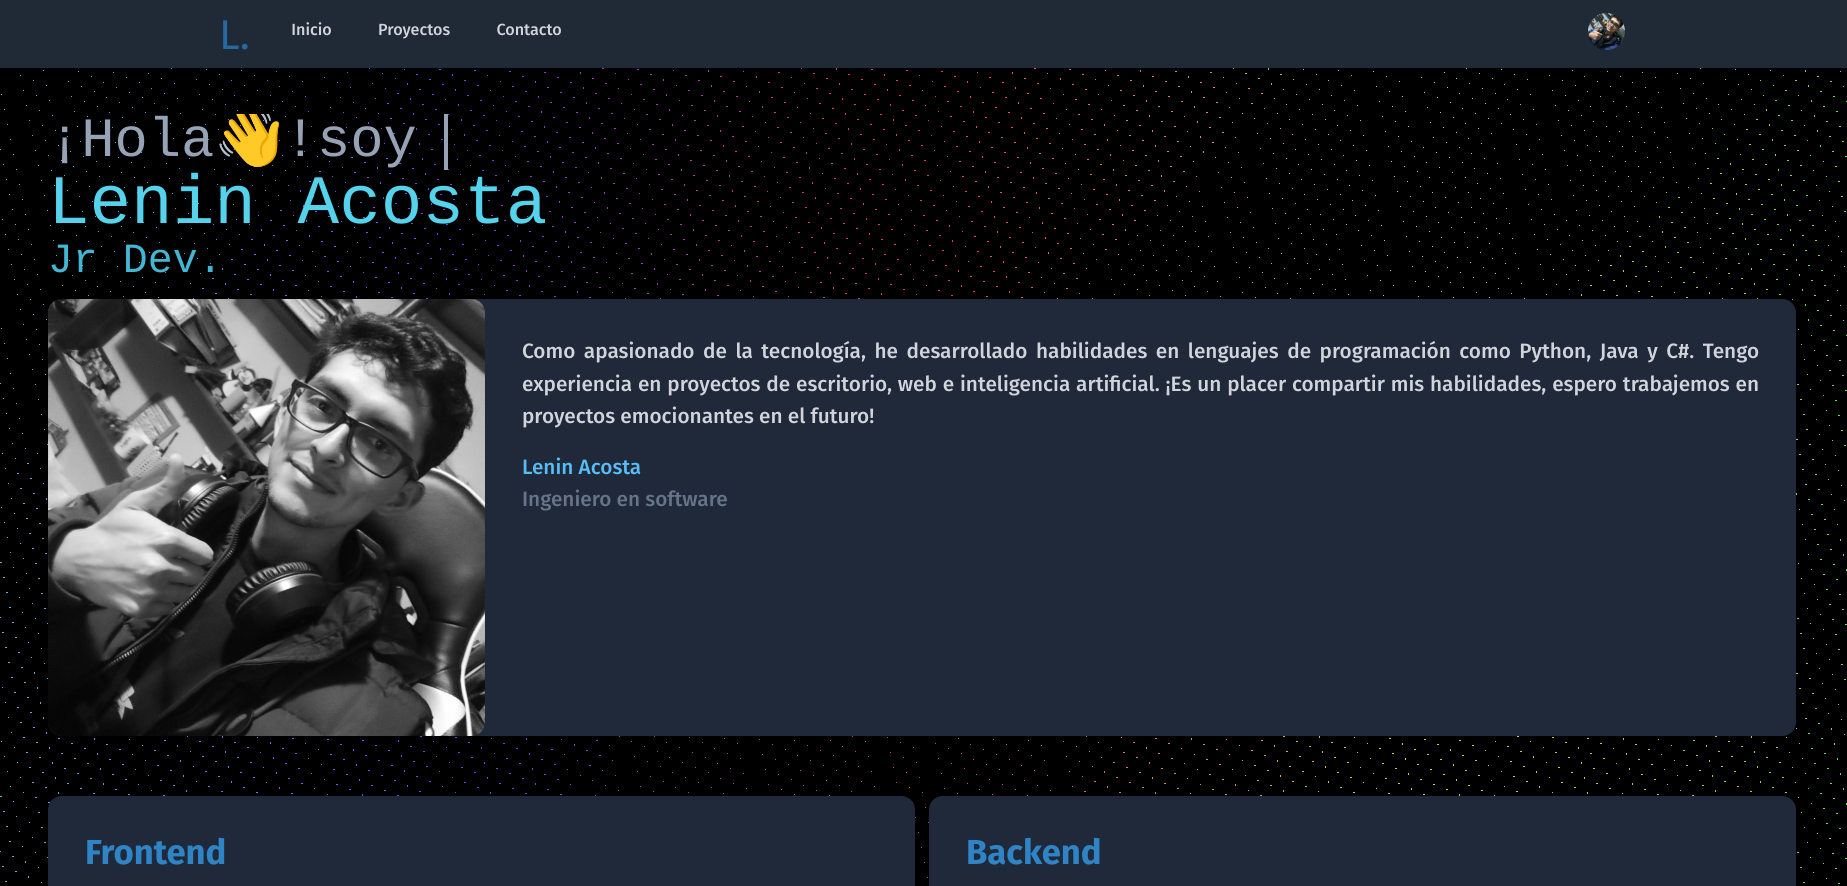 L.
Inicio
Proyectos
Contacto
¡Hola👋!soy |
Lenin Acosta
Jr Dev.
Como apasionado de la tecnología, he desarrollado habilidades en lenguajes de programación como Python, Java y C#. Tengo
experiencia en proyectos de escritorio, web e inteligencia artificial. ¡Es un placer compartir mis habilidades, espero trabajemos en
proyectos emocionantes en el futuro!
Lenin Acosta
Ingeniero en software
Frontend
Backend